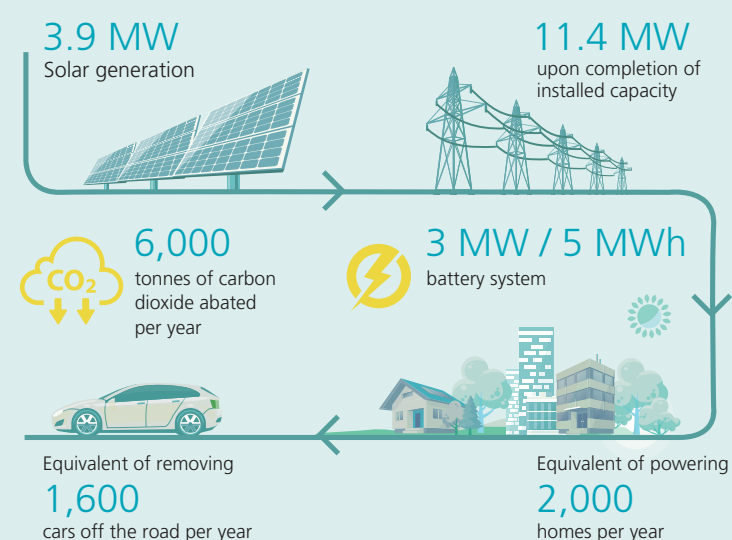 3.9 MW
Solar generation
11.4 MW
upon completion of
installed capacity
6,000
tonnes of carbon
dioxide abated
per year
CO2
3 MW / 5 MWh
battery system
Equivalent of removing
1,600
cars off the road per year
Equivalent of powering
2,000
homes per year